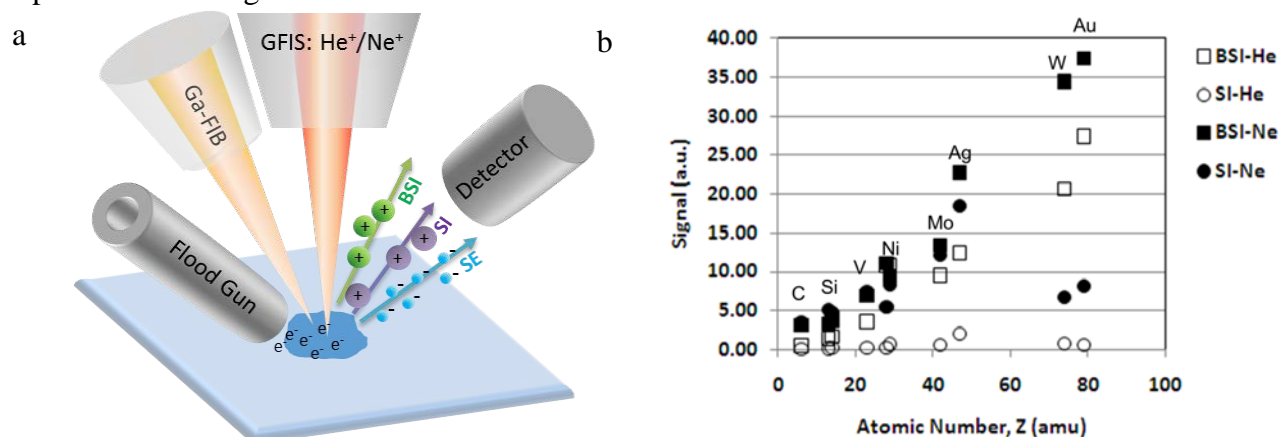 a
GFIS: He⁺/Ne⁺
Ga-FIB
Flood Gun
Detector
BSI
SI
SE
+ + + +
+ + +
- - - - - - -
e⁻ e⁻ e⁻ e⁻ e⁻ e⁻
b
40.00
35.00
30.00
25.00
20.00
15.00
10.00
5.00
0.00
Signal (a.u.)
C
Si
V
Ni
Mo
Ag
W
Au
0 20 40 60 80 100
Atomic Number, Z (amu)
BSI-He
SI-He
BSI-Ne
SI-Ne